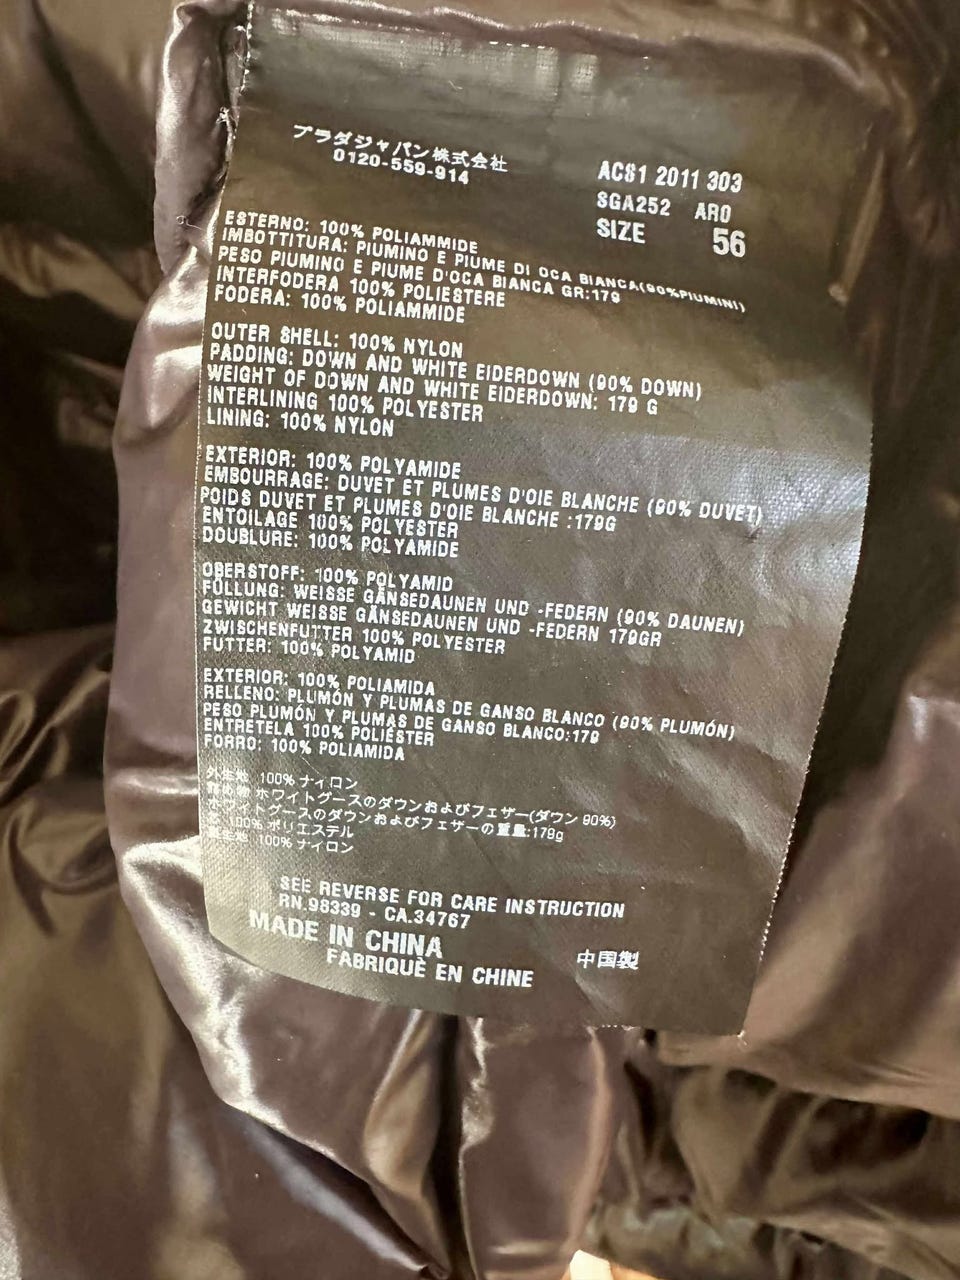 プラダジャパン株式会社
0120-559-914
AC81 2011 303
SGA252 ARO
SIZE 56
ESTERNO: 100% POLIAMMIDE
IMBOTTITURA: PIUMINO E PIUME DI OCA BIANCA(90%PIUMINI)
PESO PIUMINO E PIUME D'OCA BIANCA GR:179
INTERFODERA 100% POLIESTERE
FODERA: 100% POLIAMMIDE
OUTER SHELL: 100% NYLON
PADDING: DOWN AND WHITE EIDERDOWN (90% DOWN)
WEIGHT OF DOWN AND WHITE EIDERDOWN: 179 G
INTERLINING 100% POLYESTER
LINING: 100% NYLON
EXTERIOR: 100% POLYAMIDE
EMBOURRAGE: DUVET ET PLUMES D'OIE BLANCHE (90% DUVET)
POIDS DUVET ET PLUMES D'OIE BLANCHE :179G
ENTOILAGE 100% POLYESTER
DOUBLURE: 100% POLYAMIDE
OBERSTOFF: 100% POLYAMID
FÜLLUNG: WEISSE GÄNSEDAUNEN UND -FEDERN (90% DAUNEN)
GEWICHT WEISSE GÄNSEDAUNEN UND -FEDERN 179GR
ZWISCHENFUTTER 100% POLYESTER
FUTTER: 100% POLYAMID
EXTERIOR: 100% POLIAMIDA
RELLENO: PLUMÓN Y PLUMAS DE GANSO BLANCO (90% PLUMÓN)
PESO PLUMÓN Y PLUMAS DE GANSO BLANCO:179
ENTRETELA 100% POLIÉSTER
FORRO: 100% POLIAMIDA
外生地 100% ナイロン
ホワイトグースのダウンおよびフェザー(ダウン 90%)
ホワイトグースのダウンおよびフェザーの重量:179g
100% ポリエステル
100% ナイロン
SEE REVERSE FOR CARE INSTRUCTION
RN.98339 - CA.34767
MADE IN CHINA
FABRIQUÈ EN CHINE
中国製